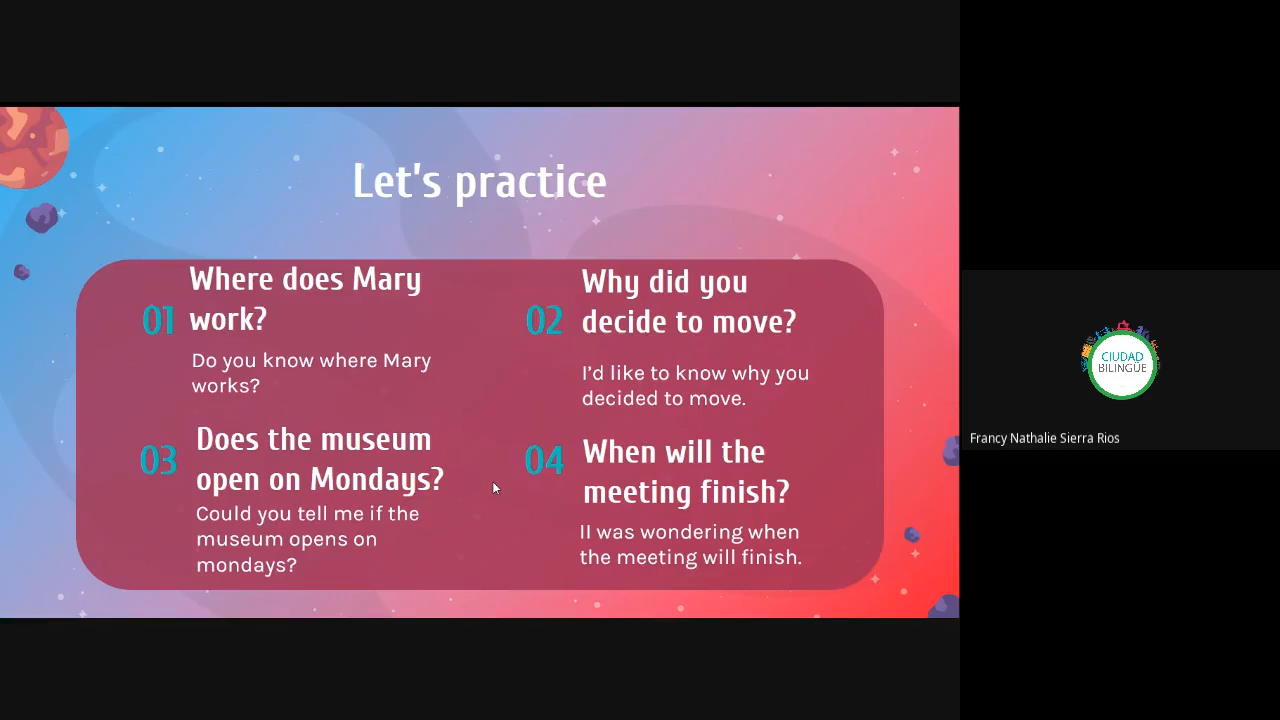 Let's practice
01
Where does Mary
work?
Do you know where Mary
works?
02
Why did you
decide to move?
I'd like to know why you
decided to move.
03
Does the museum
open on Mondays?
Could you tell me if the
museum opens on
mondays?
04
When will the
meeting finish?
II was wondering when
the meeting will finish.
CIUDAD
BILINGÜE
Francy Nathalie Sierra Rios